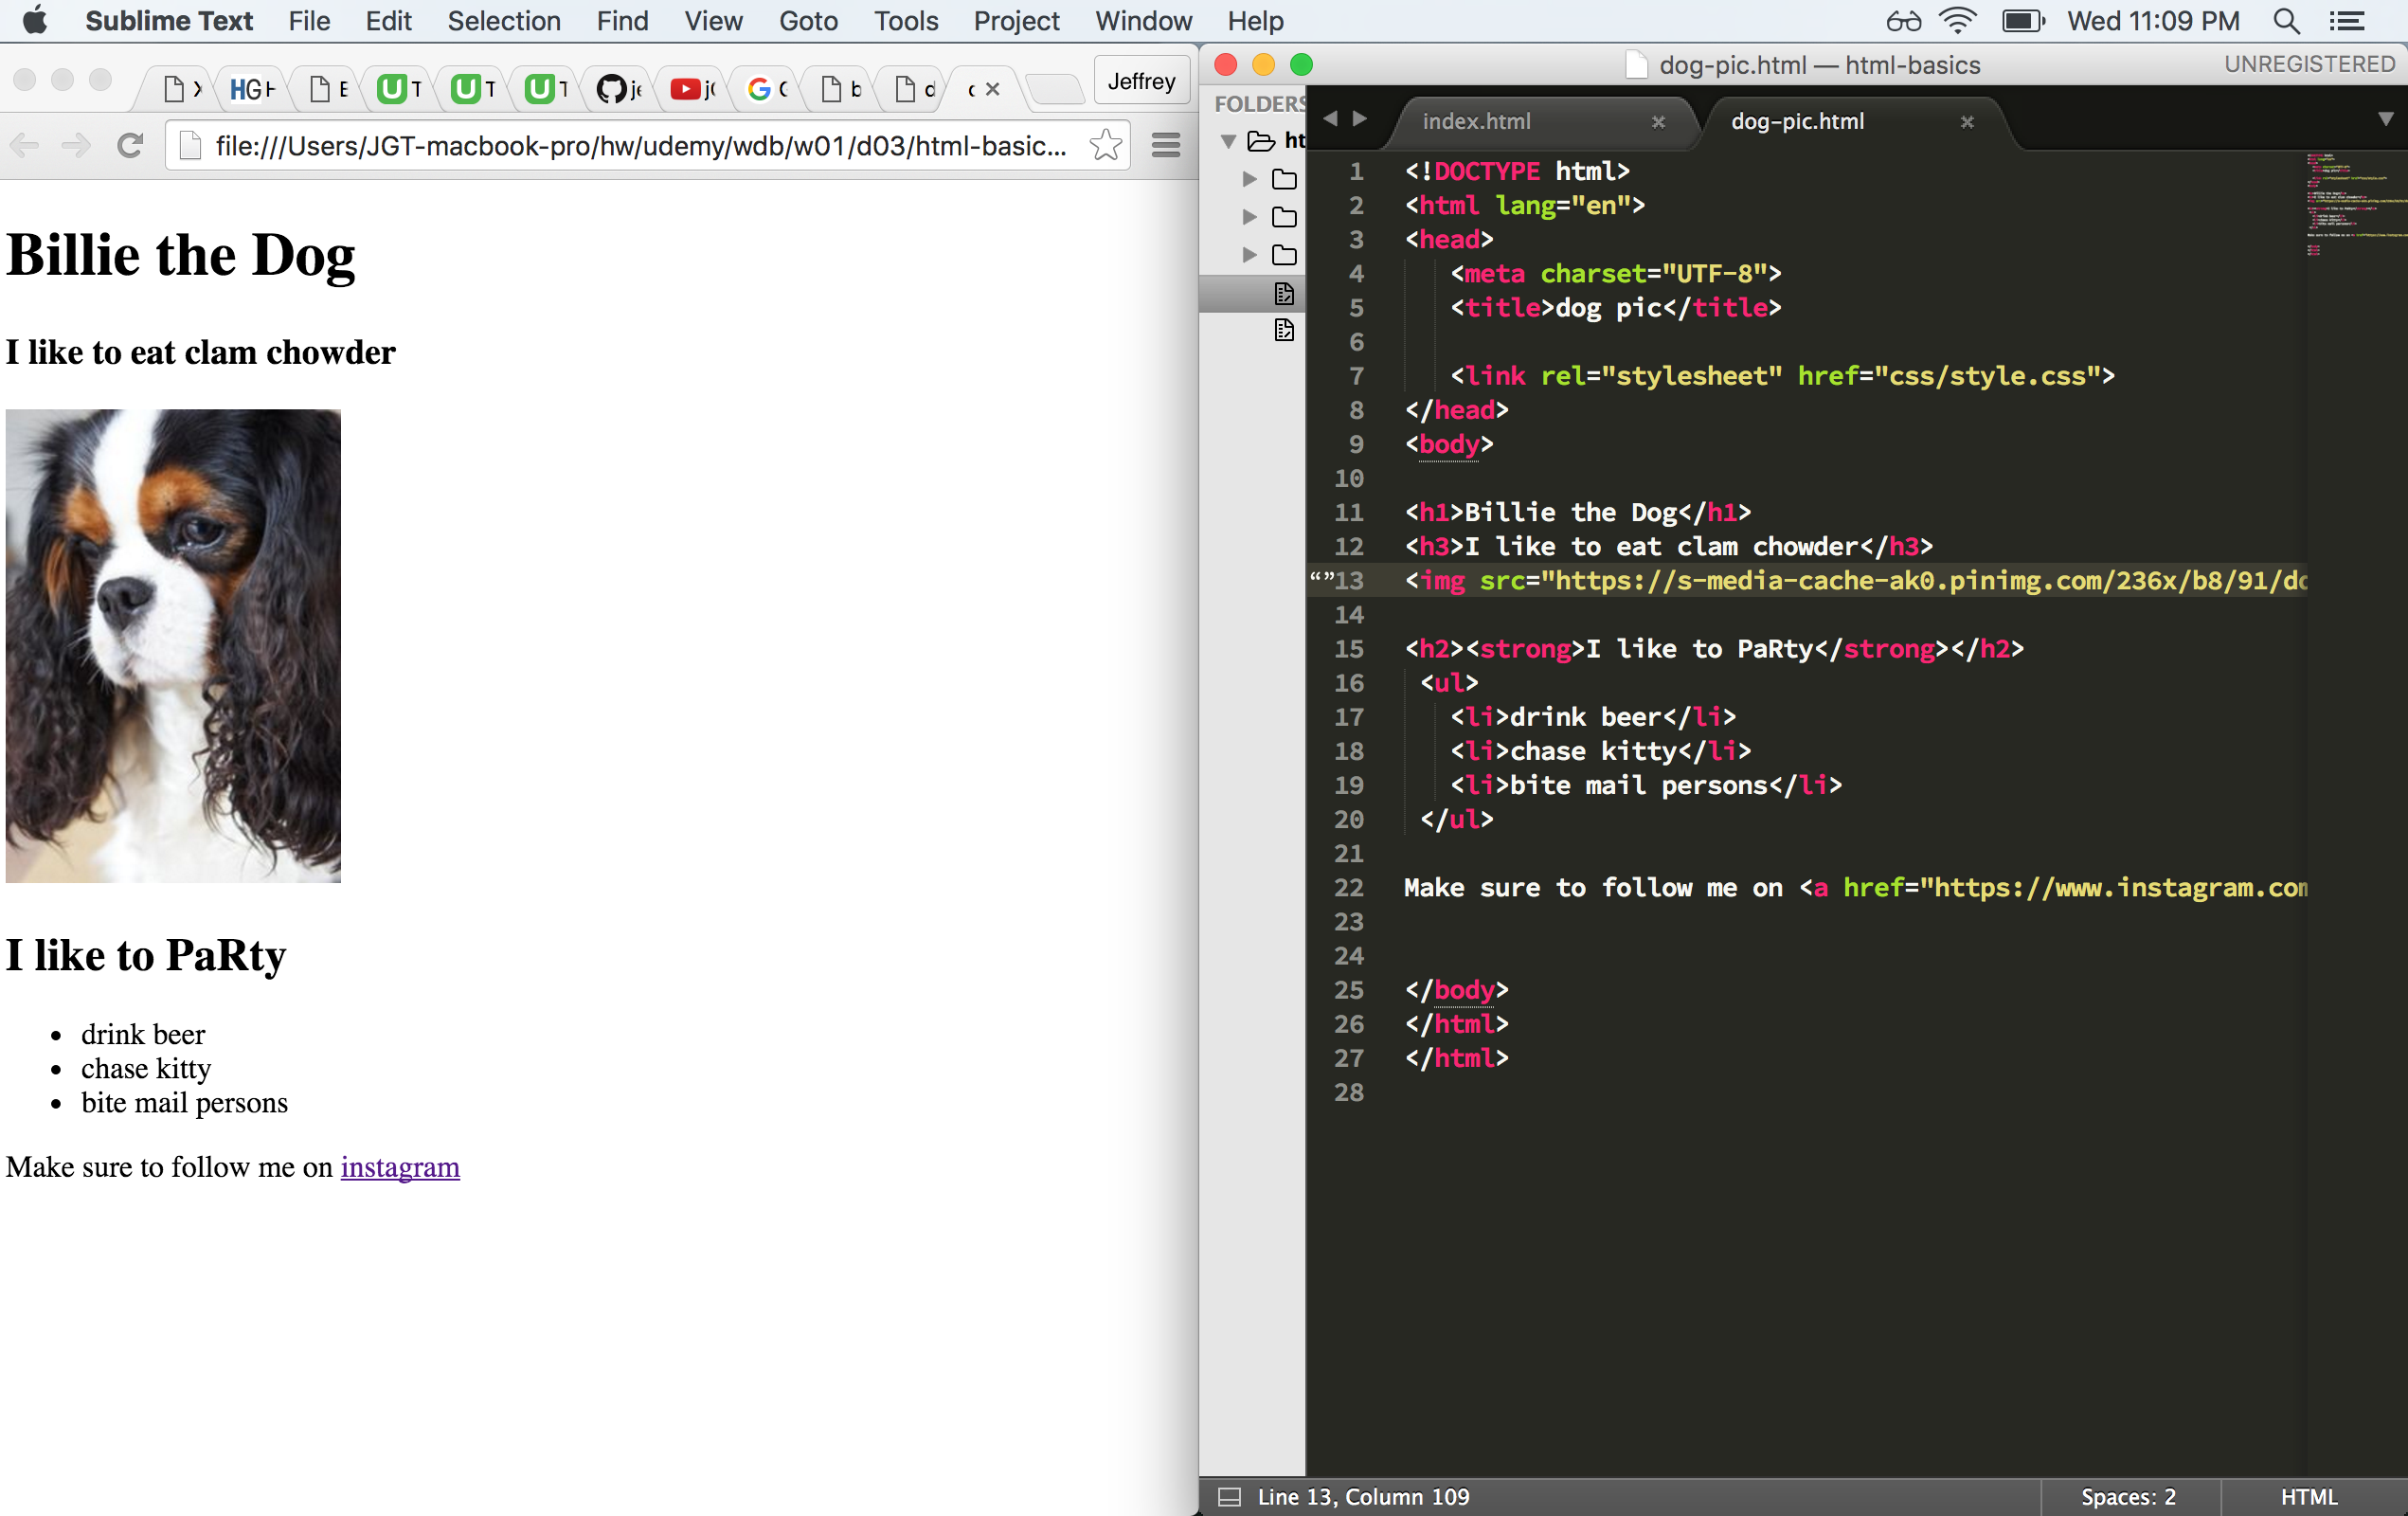 Sublime Text File Edit Selection Find View Goto Tools Project Window Help Wed 11:09 PM
Jeffrey
file:///Users/JGT-macbook-pro/hw/udemy/wdb/w01/d03/html-basic...
Billie the Dog
I like to eat clam chowder
I like to PaRty
• drink beer
• chase kitty
• bite mail persons
Make sure to follow me on instagram
dog-pic.html — html-basics UNREGISTERED
FOLDERS
index.html dog-pic.html
1 <!DOCTYPE html>
2 <html lang="en">
3 <head>
4 <meta charset="UTF-8">
5 <title>dog pic</title>
6
7 <link rel="stylesheet" href="css/style.css">
8 </head>
9 <body>
10
11 <h1>Billie the Dog</h1>
12 <h3>I like to eat clam chowder</h3>
“”13 <img src="https://s-media-cache-ak0.pinimg.com/236x/b8/91/
14
15 <h2><strong>I like to PaRty</strong></h2>
16 <ul>
17 <li>drink beer</li>
18 <li>chase kitty</li>
19 <li>bite mail persons</li>
20 </ul>
21
22 Make sure to follow me on <a href="https://www.instagram.com
23
24
25 </body>
26 </html>
27 </html>
28
Line 13, Column 109 Spaces: 2 HTML